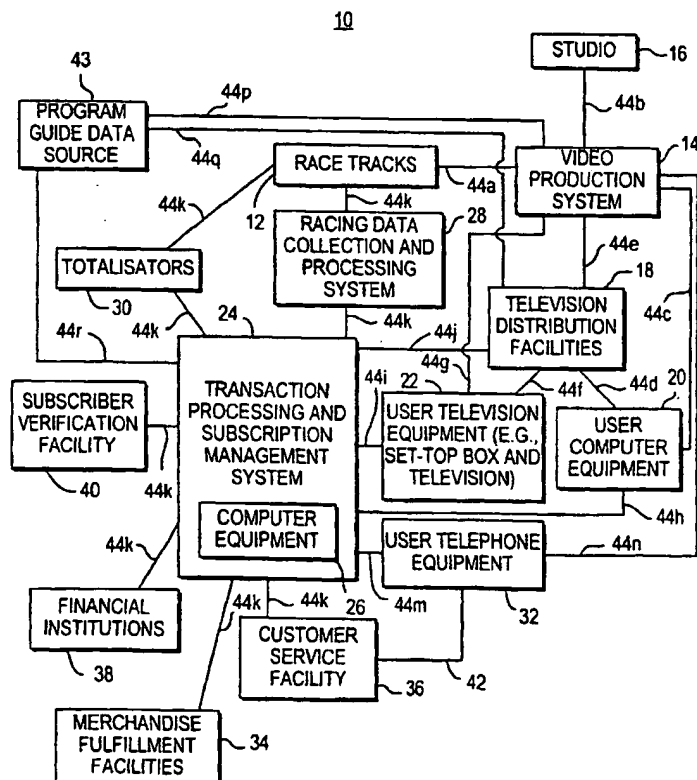 10
43
PROGRAM
GUIDE DATA
SOURCE
44p
44q
STUDIO
16
44b
14
VIDEO
PRODUCTION
SYSTEM
RACE TRACKS
44a
12
44k
44k
RACING DATA
COLLECTION AND
PROCESSING
SYSTEM
28
44e
18
44c
TOTALISATORS
30
44k
24
44k
44j
44g
TELEVISION
DISTRIBUTION
FACILITIES
44r
22
44f
44d
20
SUBSCRIBER
VERIFICATION
FACILITY
40
44k
TRANSACTION
PROCESSING AND
SUBSCRIPTION
MANAGEMENT
SYSTEM
44i
USER TELEVISION
EQUIPMENT (E.G.,
SET-TOP BOX AND
TELEVISION)
USER
COMPUTER
EQUIPMENT
44h
COMPUTER
EQUIPMENT
26
USER TELEPHONE
EQUIPMENT
44n
32
44m
44k
FINANCIAL
INSTITUTIONS
38
44k
44k
CUSTOMER
SERVICE
FACILITY
36
42
MERCHANDISE
FULFILLMENT
FACILITIES
34